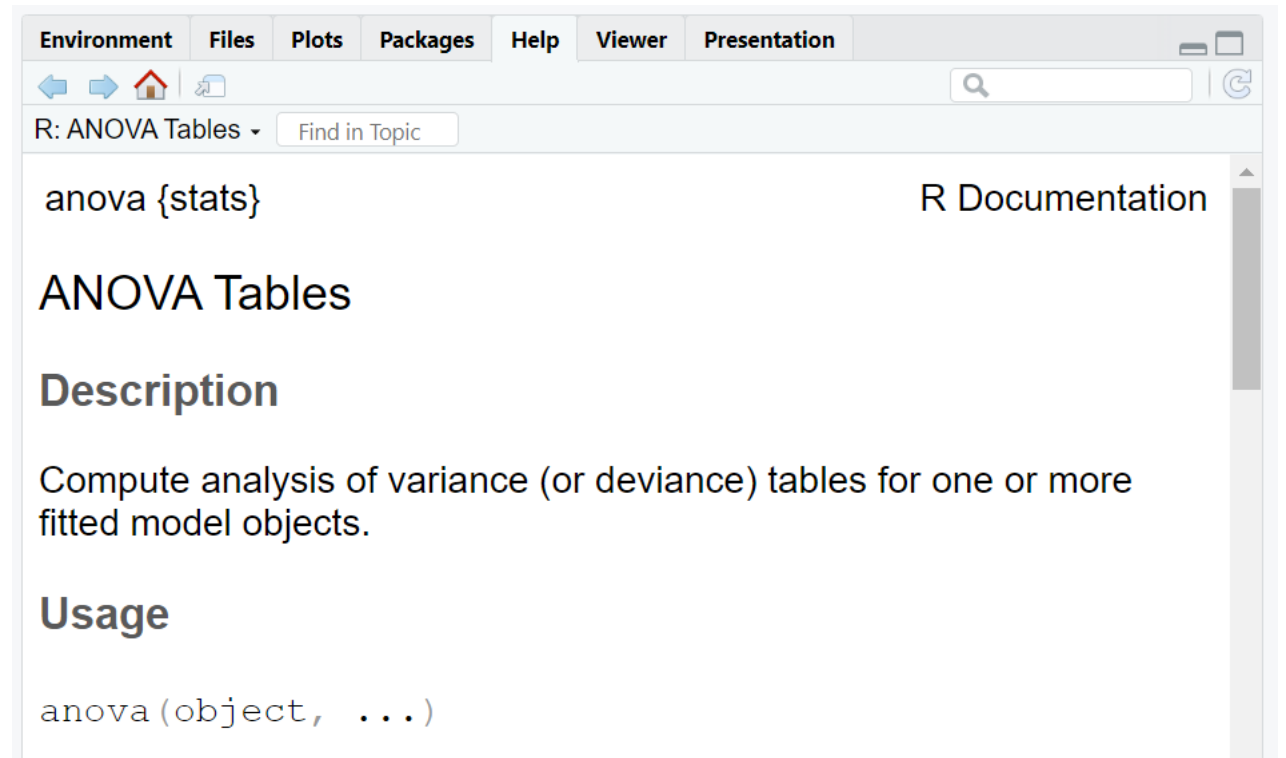 Environment Files Plots Packages Help Viewer Presentation
R: ANOVA Tables Find in Topic
anova {stats} R Documentation
ANOVA Tables
Description
Compute analysis of variance (or deviance) tables for one or more
fitted model objects.
Usage
anova(object, ...)